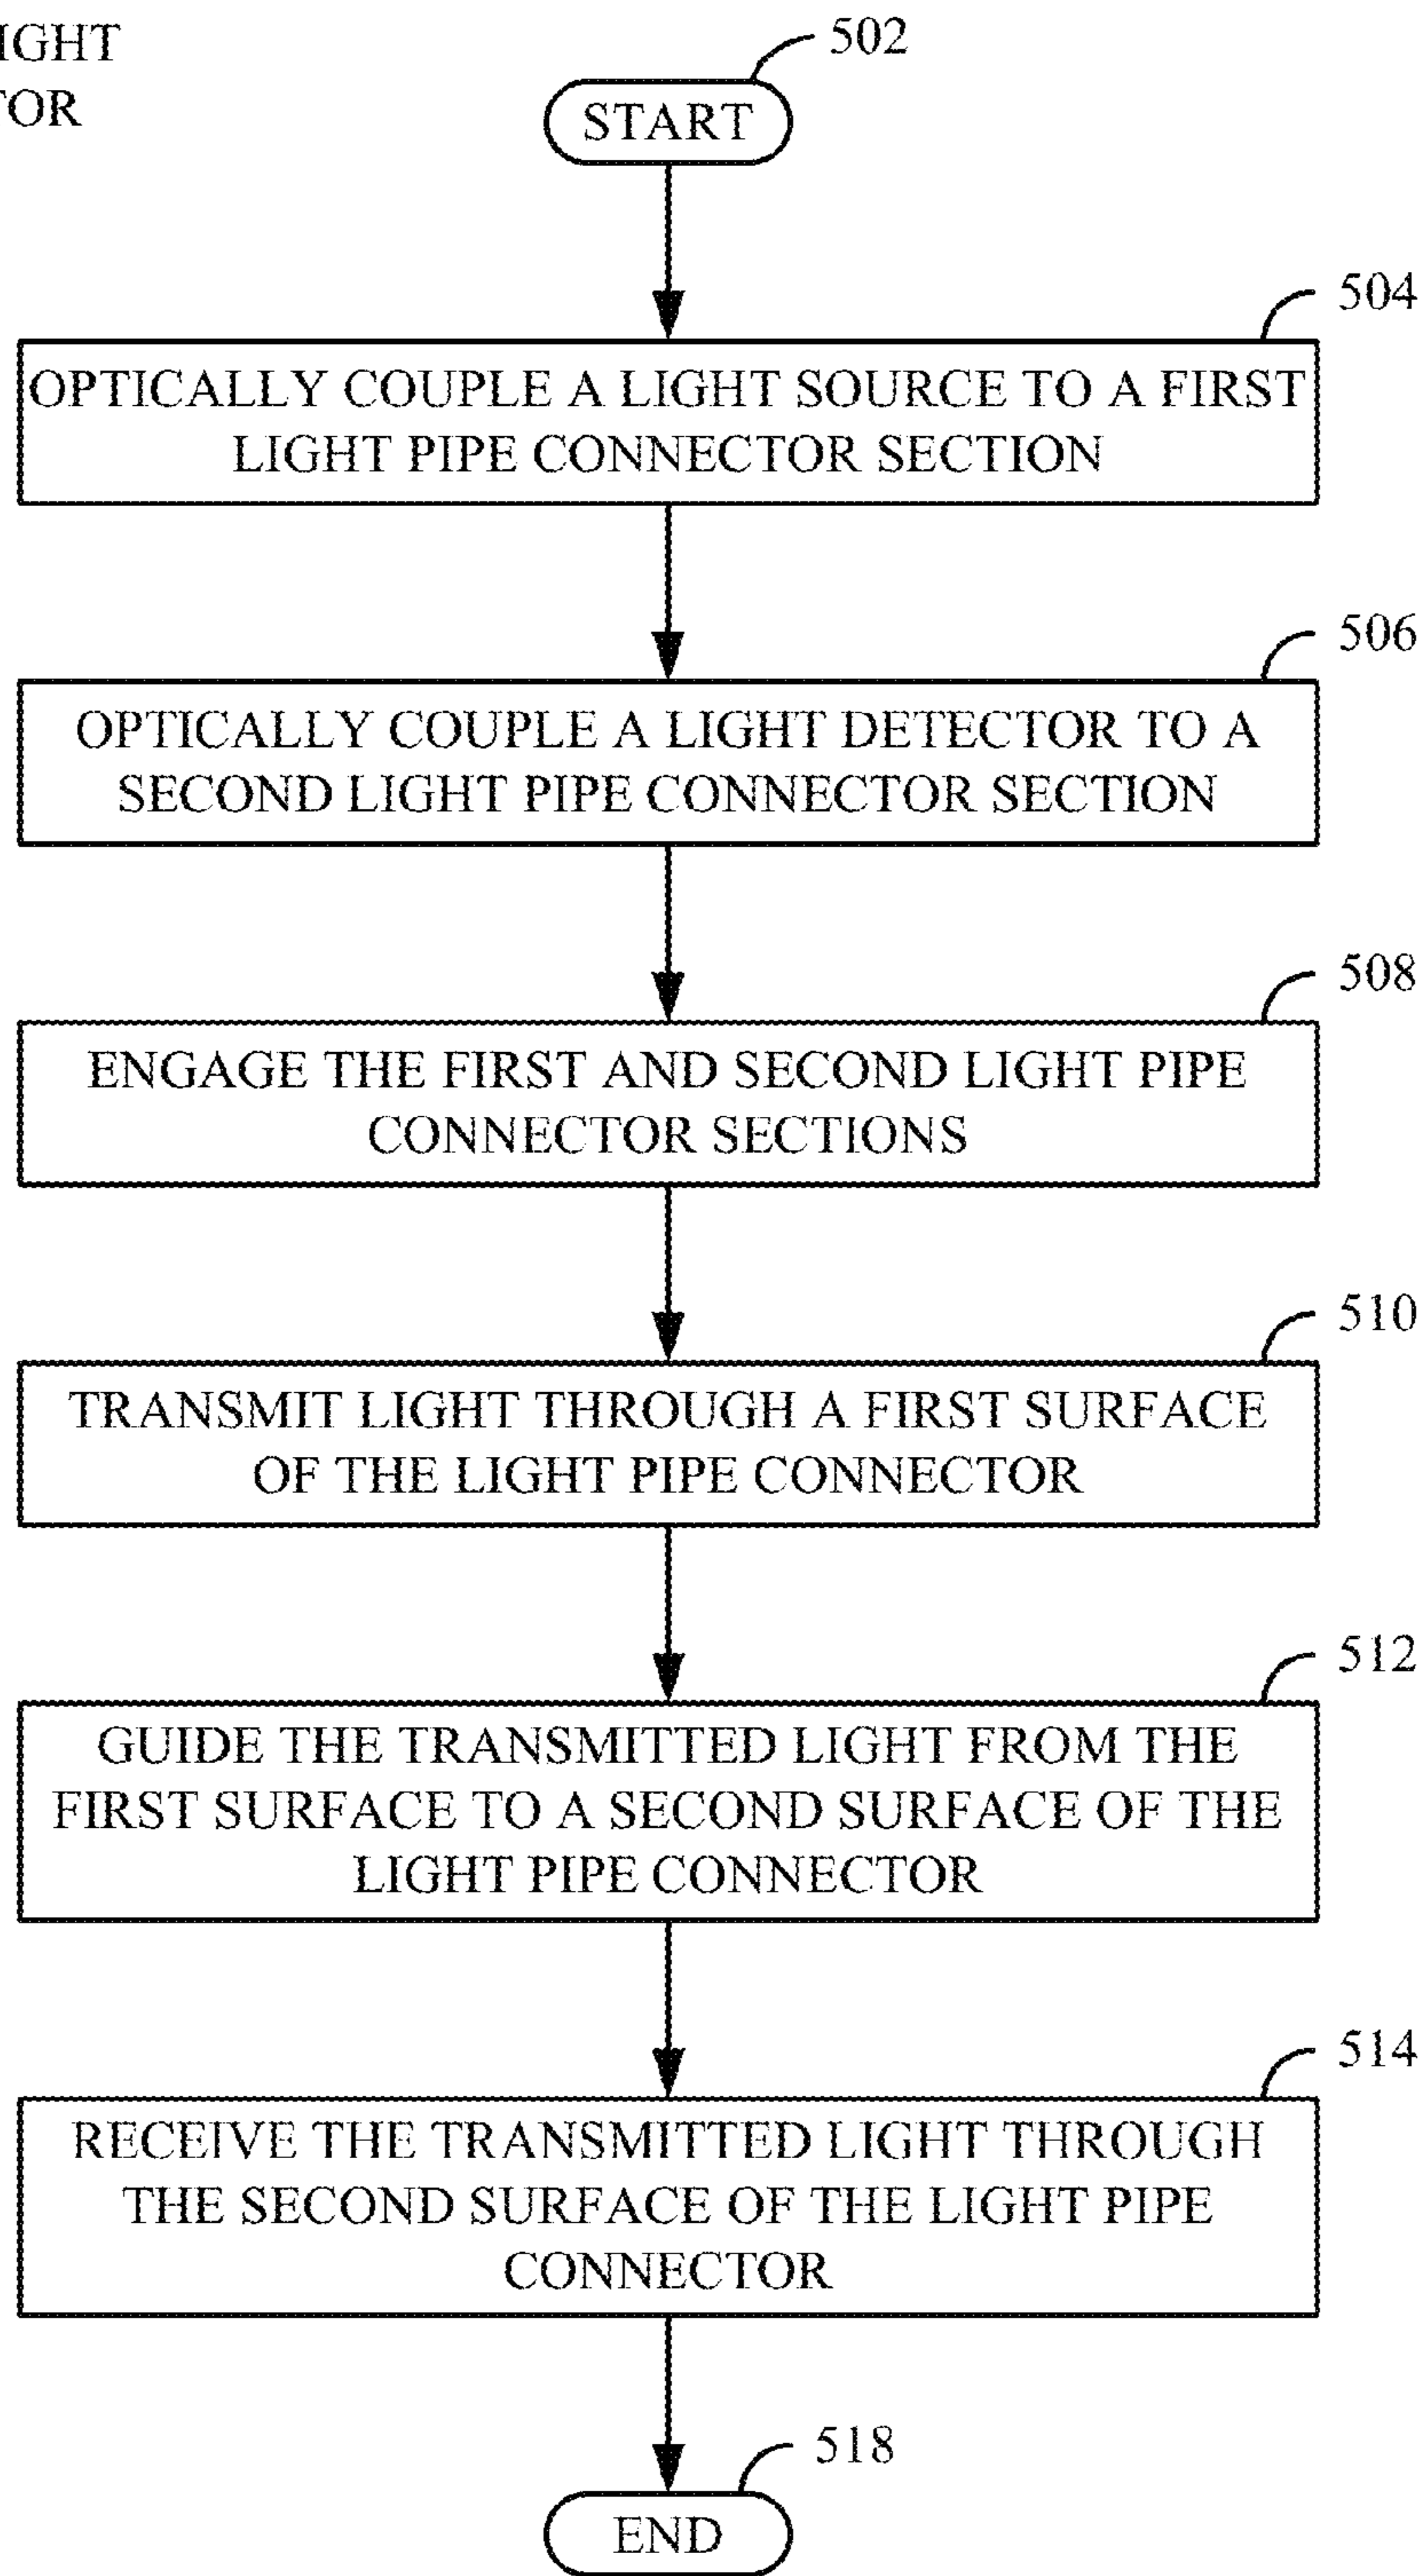 IGHT
TOR
502
START
504
OPTICALLY COUPLE A LIGHT SOURCE TO A FIRST
LIGHT PIPE CONNECTOR SECTION
506
OPTICALLY COUPLE A LIGHT DETECTOR TO A
SECOND LIGHT PIPE CONNECTOR SECTION
508
ENGAGE THE FIRST AND SECOND LIGHT PIPE
CONNECTOR SECTIONS
510
TRANSMIT LIGHT THROUGH A FIRST SURFACE
OF THE LIGHT PIPE CONNECTOR
512
GUIDE THE TRANSMITTED LIGHT FROM THE
FIRST SURFACE TO A SECOND SURFACE OF THE
LIGHT PIPE CONNECTOR
514
RECEIVE THE TRANSMITTED LIGHT THROUGH
THE SECOND SURFACE OF THE LIGHT PIPE
CONNECTOR
518
END